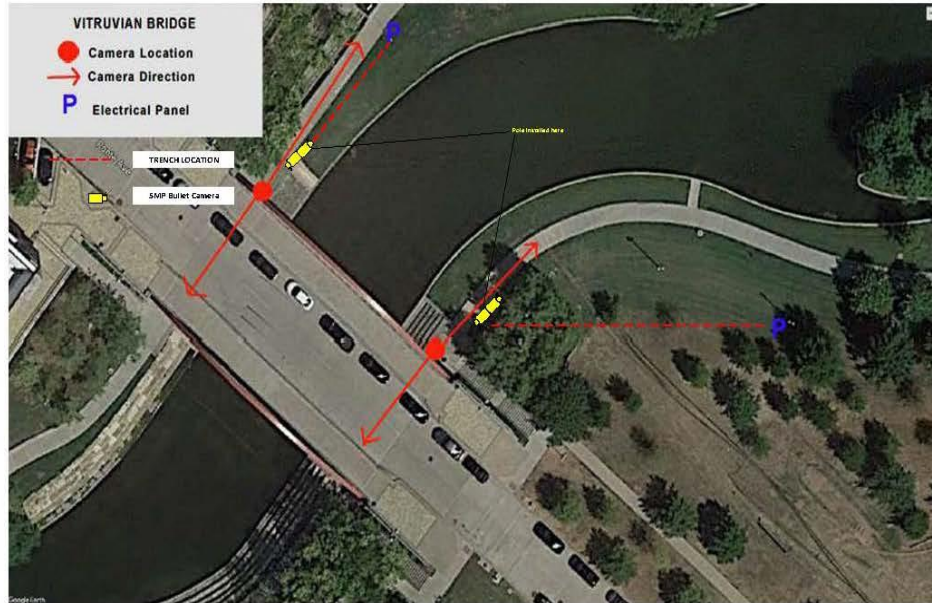 VITRUVIAN BRIDGE
Camera Location
Camera Direction
P Electrical Panel
P
Pole Installed here
TRENCH LOCATION
5MP Bullet Camera
P
Google Earth